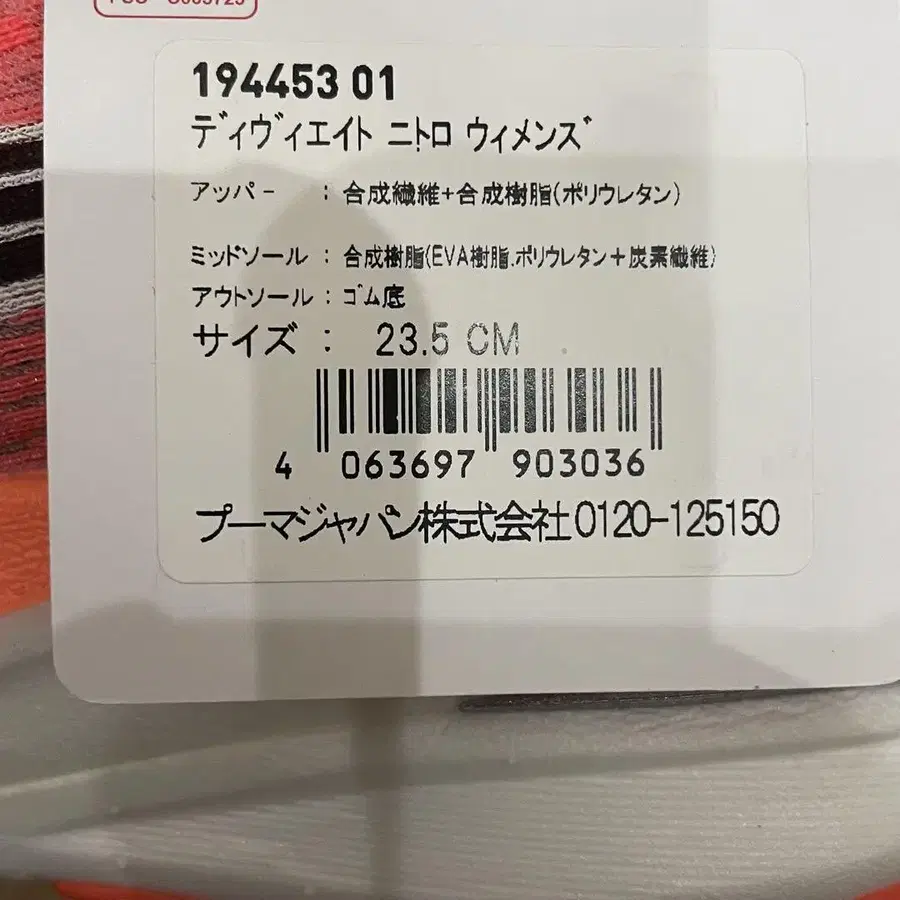 194453 01
ディヴィエイト ニトロ ウィメンズ
アッパー : 合成繊維+合成樹脂(ポリウレタン)
ミッドソール : 合成樹脂(EVA樹脂.ポリウレタン+炭素繊維)
アウトソール : ゴム底
サイズ : 23.5 CM
4 063697 903036
プーマジャパン株式会社0120-125150